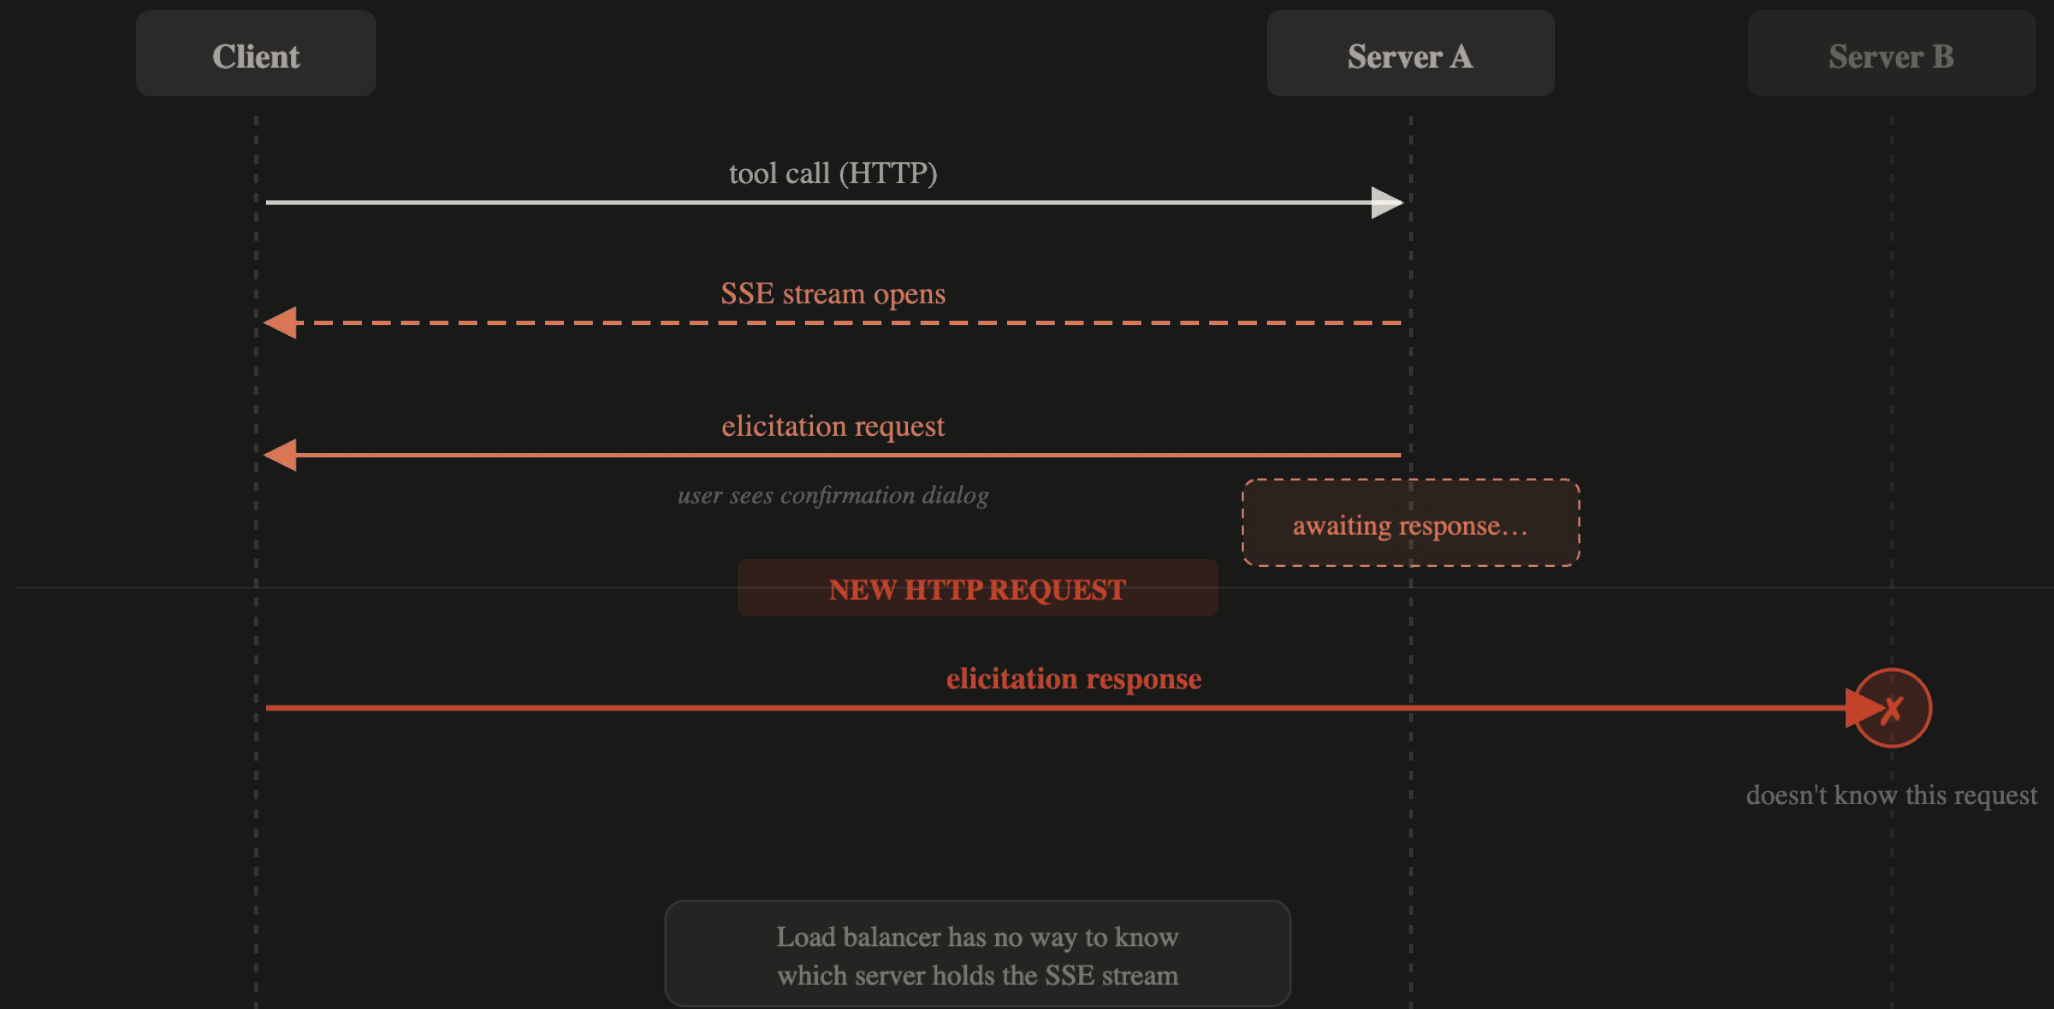 Client
Server A
Server B
tool call (HTTP)
SSE stream opens
elicitation request
user sees confirmation dialog
awaiting response…
NEW HTTP REQUEST
elicitation response
✗
doesn't know this request
Load balancer has no way to know
which server holds the SSE stream